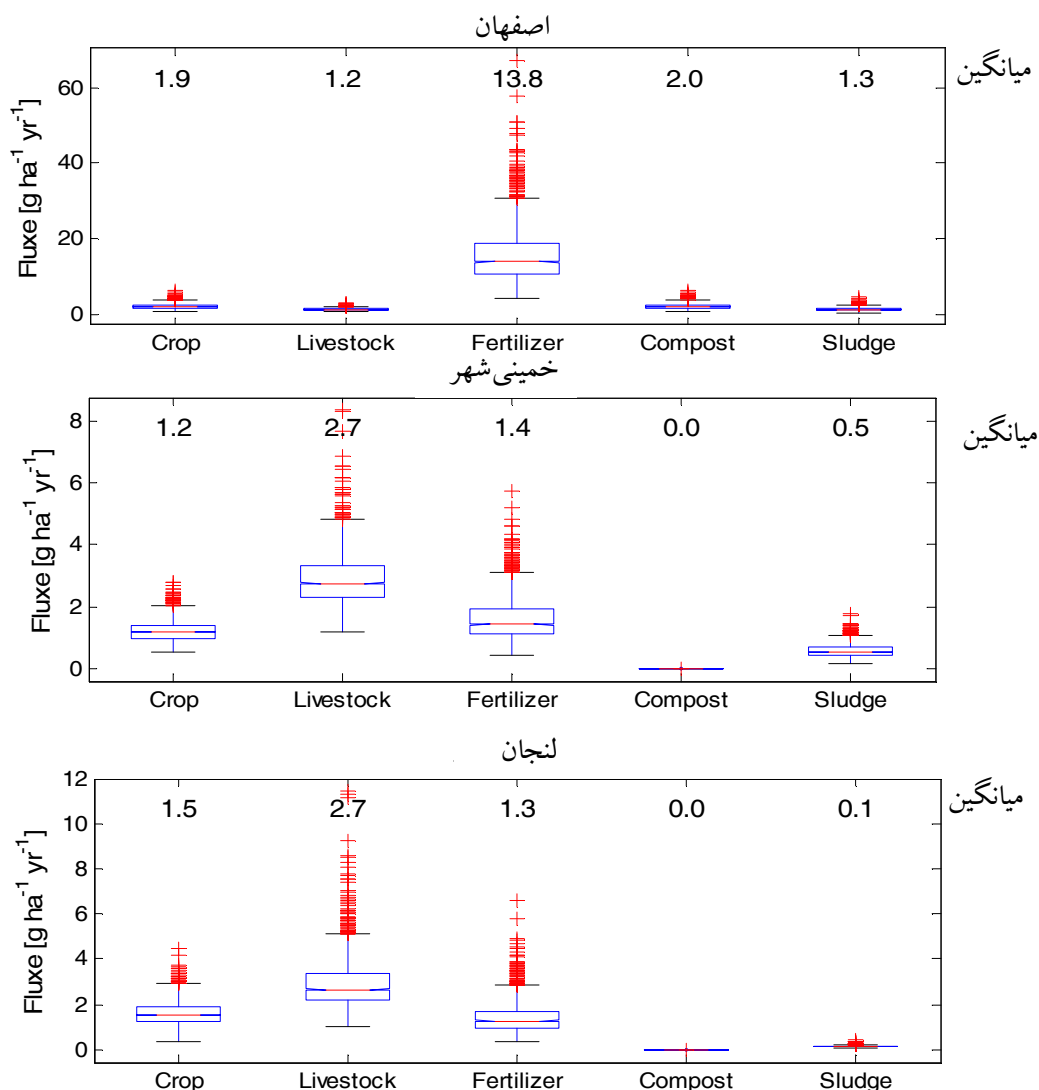 اصفهان
1.9 1.2 13.8 2.0 1.3 میانگین
60
40
20
0
Fluxe [g ha-1 yr-1]
Crop Livestock Fertilizer Compost Sludge
خمینی‌شهر
8
1.2 2.7 1.4 0.0 0.5 میانگین
6
4
2
0
Fluxe [g ha-1 yr-1]
Crop Livestock Fertilizer Compost Sludge
لنجان
12
1.5 2.7 1.3 0.0 0.1 میانگین
10
8
6
4
2
0
Fluxe [g ha-1 yr-1]
Crop Livestock Fertilizer Compost Sludge